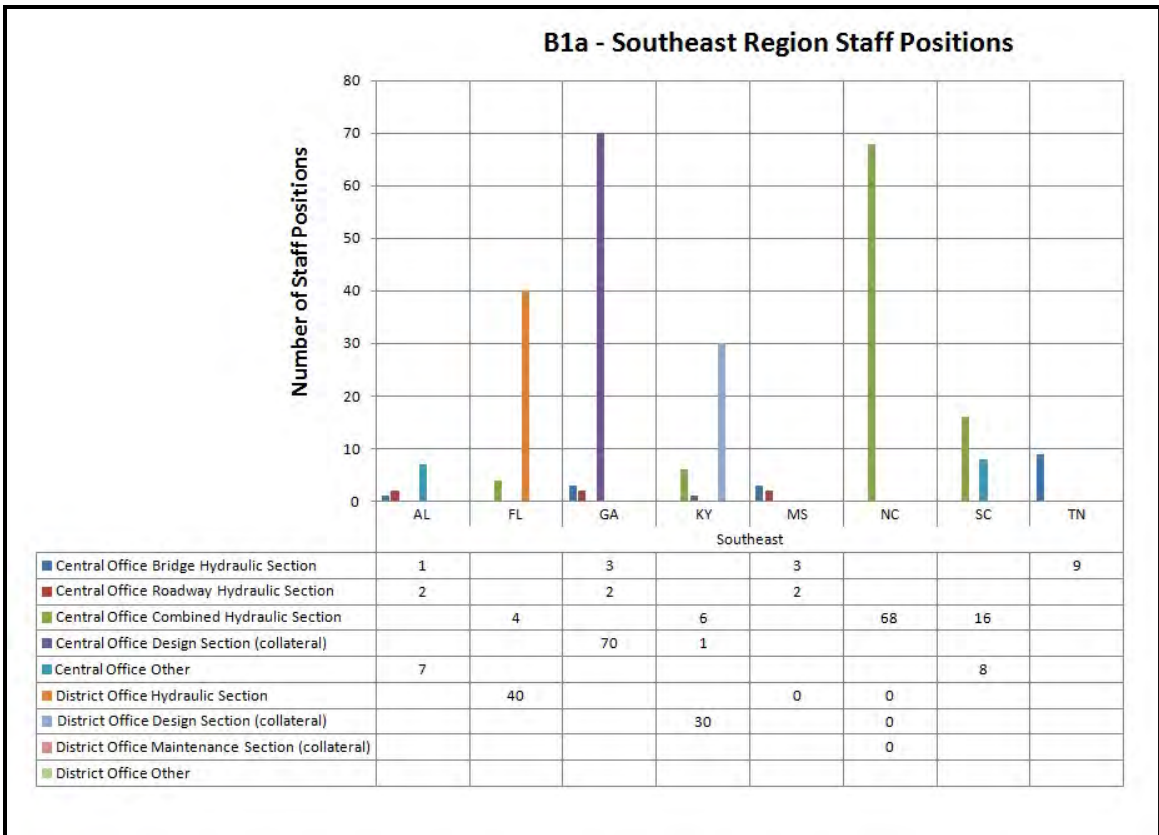 B1a - Southeast Region Staff Positions
Number of Staff Positions
80
70
60
50
40
30
20
10
0
AL FL GA KY MS NC SC TN
Southeast
Central Office Bridge Hydraulic Section 1 3 3 9
Central Office Roadway Hydraulic Section 2 2 2
Central Office Combined Hydraulic Section 4 6 68 16
Central Office Design Section (collateral) 70 1
Central Office Other 7 8
District Office Hydraulic Section 40 0 0
District Office Design Section (collateral) 30 0
District Office Maintenance Section (collateral) 0
District Office Other